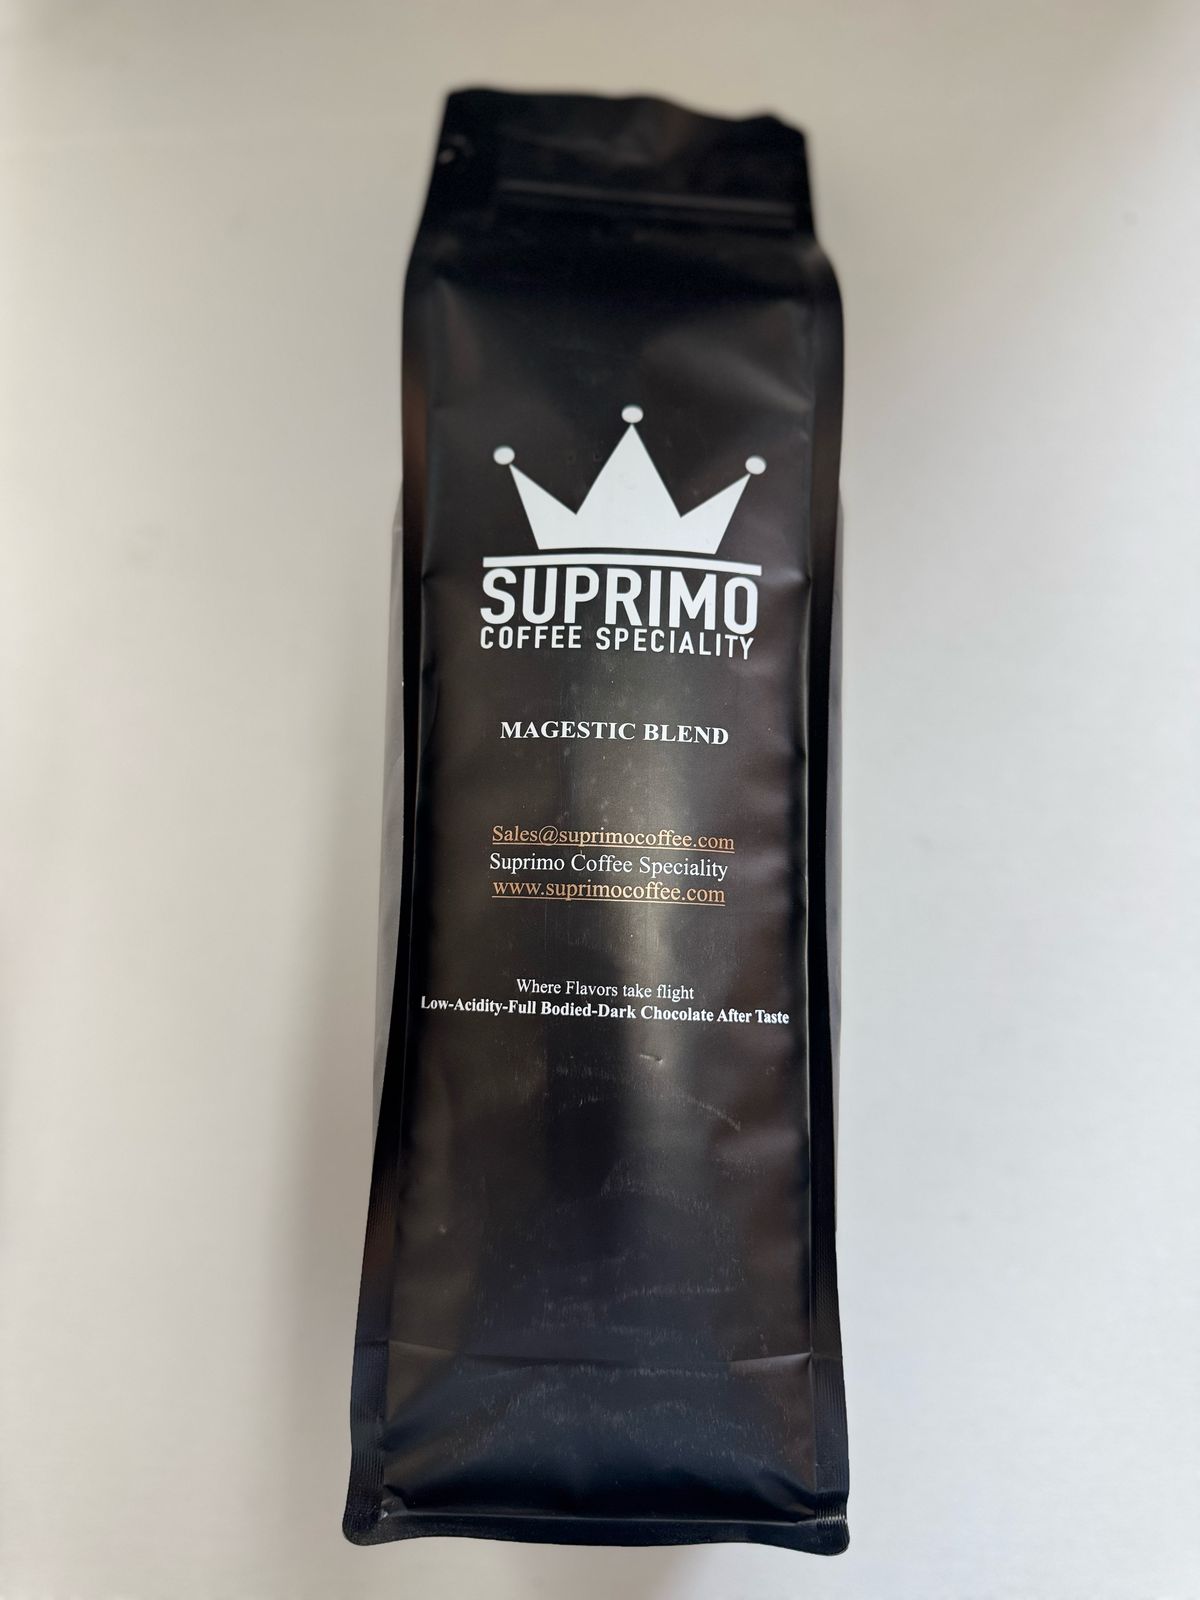 SUPRIMO
COFFEE SPECIALITY
MAGESTIC BLEND
Sales@suprimocoffee.com
Suprimo Coffee Speciality
www.suprimocoffee.com
Where Flavors take flight
Low-Acidity-Full Bodied-Dark Chocolate After Taste